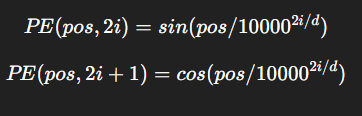 PE(pos, 2i) = sin(pos/10000^{2i/d})
PE(pos, 2i + 1) = cos(pos/10000^{2i/d})